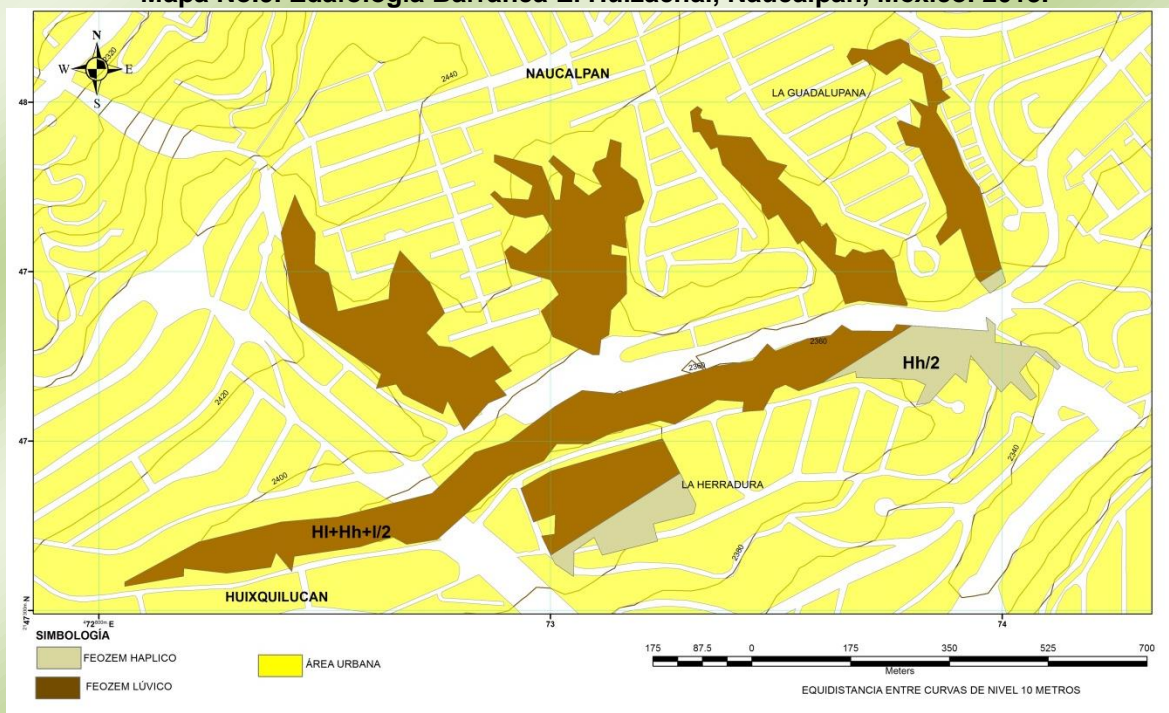 N
W E
S
2320
2440
NAUCALPAN
LA GUADALUPANA
48
47
2360
2360
Hh/2
2420
47
2400
2340
LA HERRADURA
Hl+Hh+I/2
2380
HUIXQUILUCAN
N
E
73
74
SIMBOLOGÍA
FEOZEM HAPLICO
FEOZEM LÚVICO
ÁREA URBANA
175 87.5 0 175 350 525 700
Meters
EQUIDISTANCIA ENTRE CURVAS DE NIVEL 10 METROS